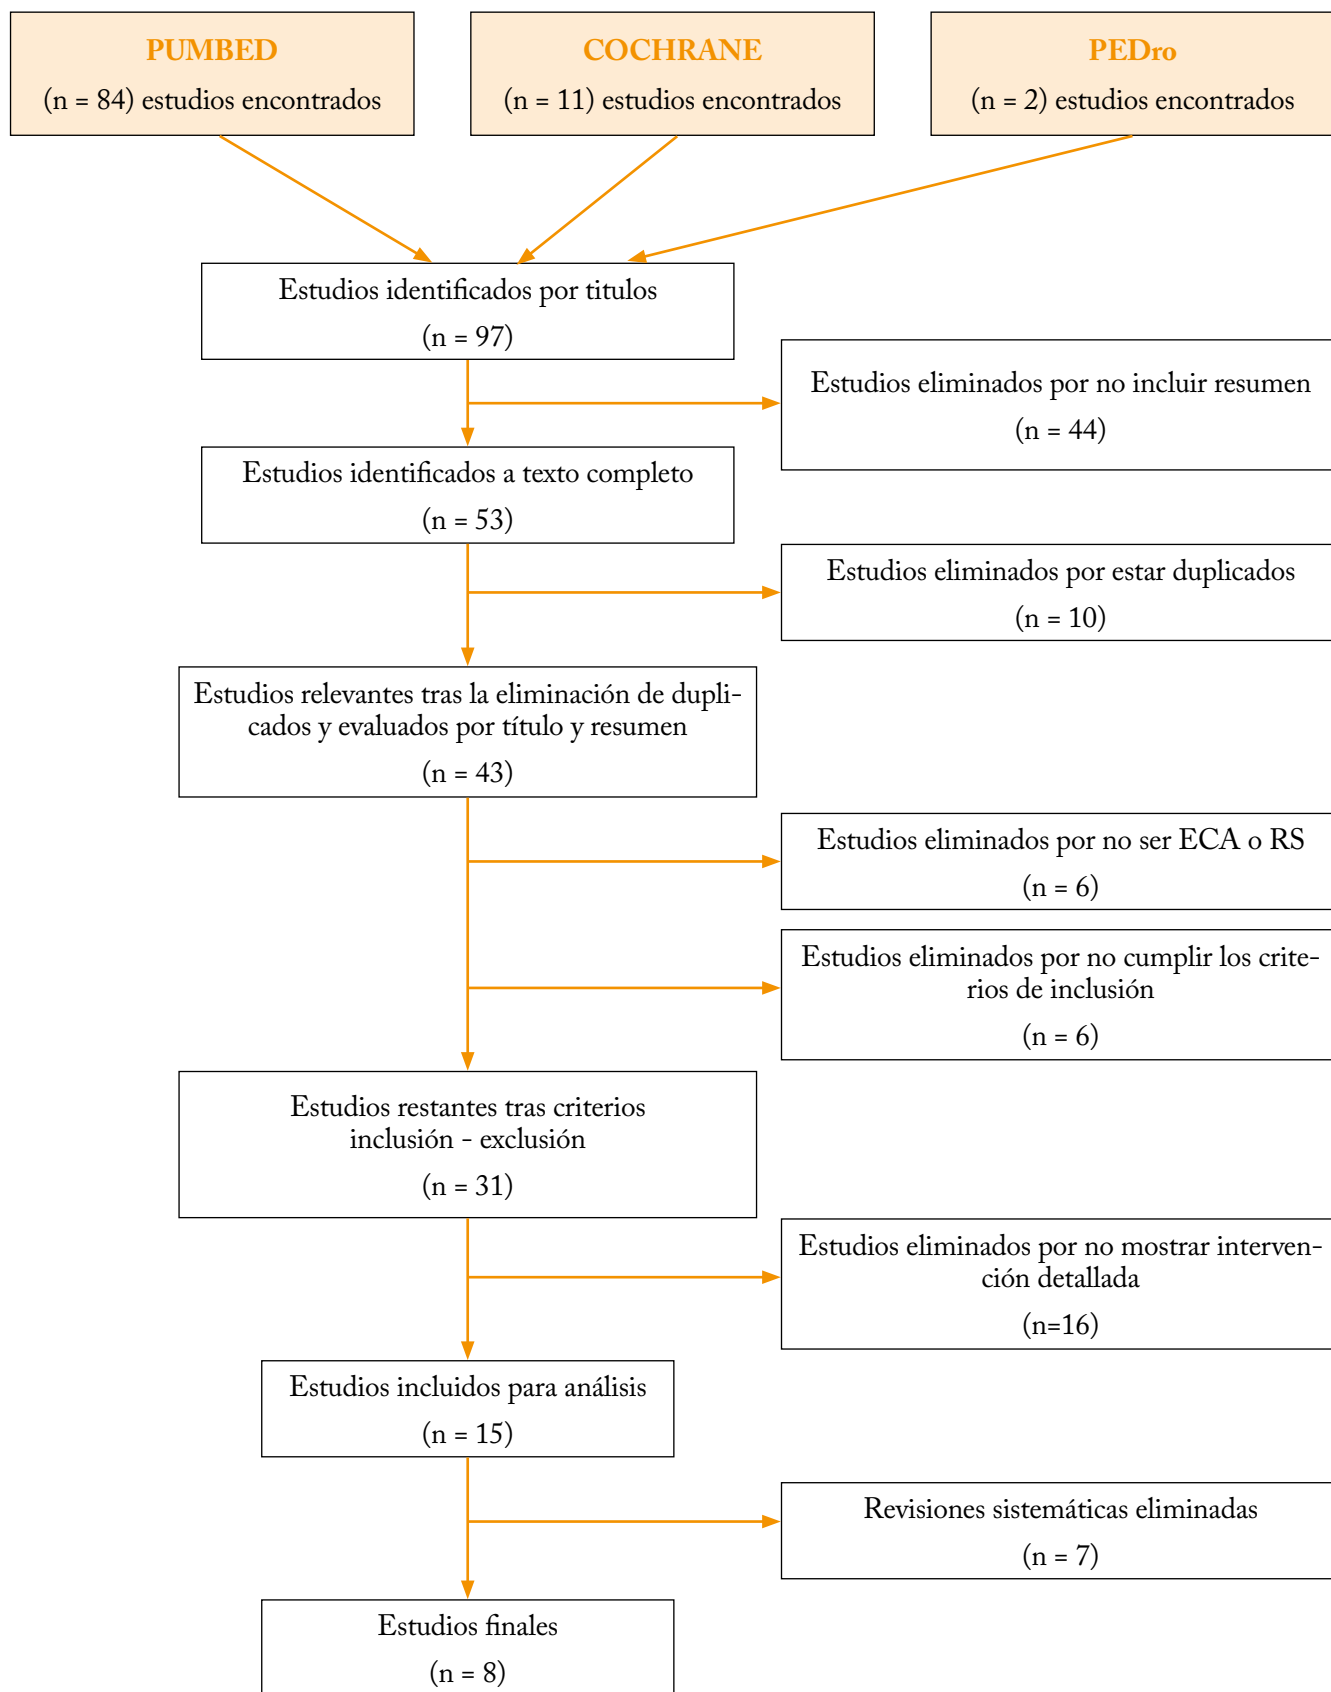 PUMBED
(n = 84) estudios encontrados
COCHRANE
(n = 11) estudios encontrados
PEDro
(n = 2) estudios encontrados
Estudios identificados por titulos
(n = 97)
Estudios eliminados por no incluir resumen
(n = 44)
Estudios identificados a texto completo
(n = 53)
Estudios eliminados por estar duplicados
(n = 10)
Estudios relevantes tras la eliminación de dupli-
cados y evaluados por título y resumen
(n = 43)
Estudios eliminados por no ser ECA o RS
(n = 6)
Estudios eliminados por no cumplir los crite-
rios de inclusión
(n = 6)
Estudios restantes tras criterios
inclusión - exclusión
(n = 31)
Estudios eliminados por no mostrar interven-
ción detallada
(n=16)
Estudios incluidos para análisis
(n = 15)
Revisiones sistemáticas eliminadas
(n = 7)
Estudios finales
(n = 8)